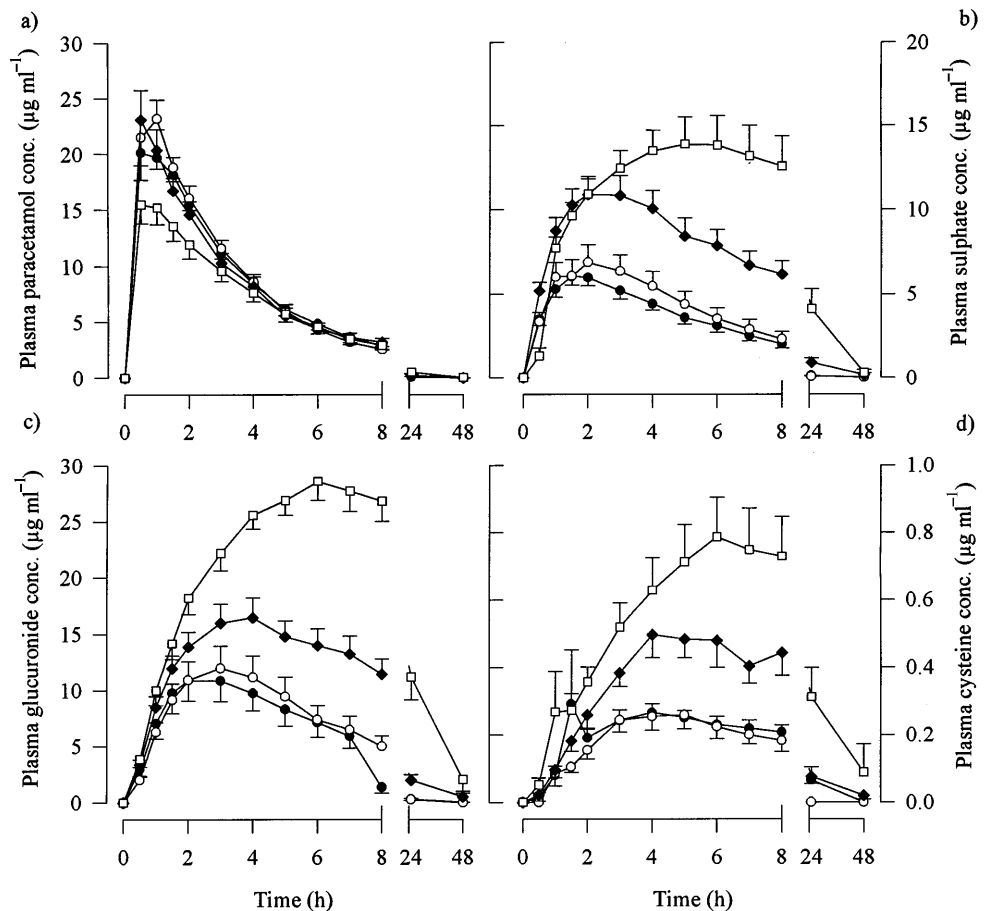 a)
Plasma paracetamol conc. (µg ml⁻¹)
30
25
20
15
10
5
0
0 2 4 6 8 24 48
b)
Plasma sulphate conc. (µg ml⁻¹)
20
15
10
5
0
0 2 4 6 8 24 48
c)
Plasma glucuronide conc. (µg ml⁻¹)
30
25
20
15
10
5
0
0 2 4 6 8 24 48
Time (h)
d)
Plasma cysteine conc. (µg ml⁻¹)
1.0
0.8
0.6
0.4
0.2
0.0
0 2 4 6 8 24 48
Time (h)